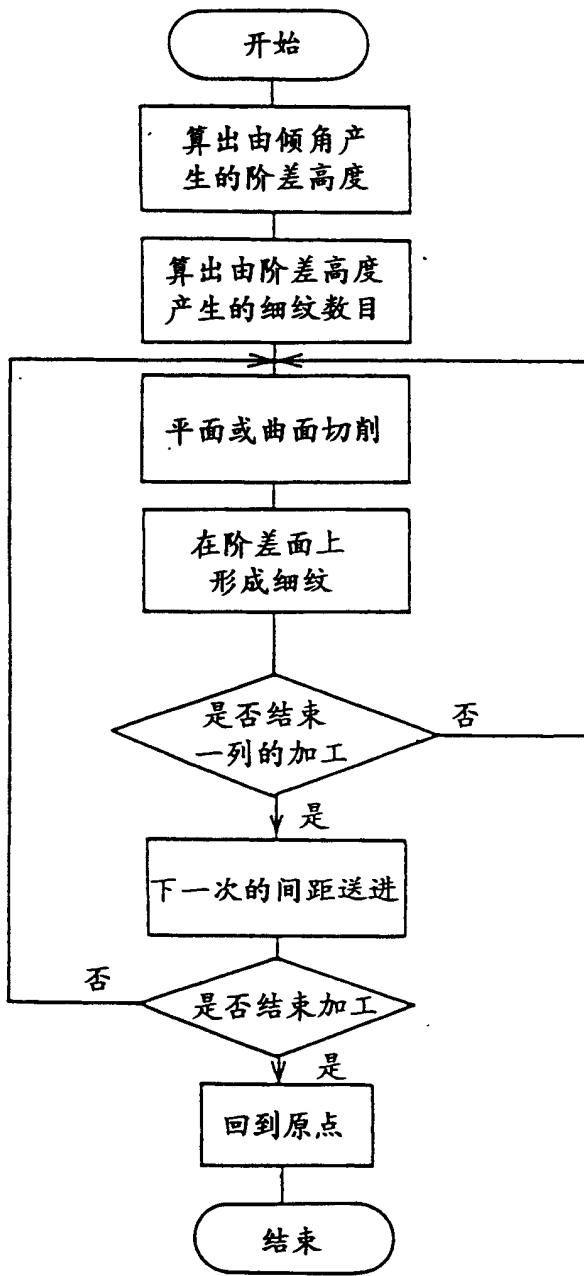 开始
算出由倾角产
生的阶差高度
算出由阶差高度
产生的细纹数目
平面或曲面切削
在阶差面上
形成细纹
是否结束
一列的加工
否
是
下一次的间距送进
否
是否结束加工
是
回到原点
结束